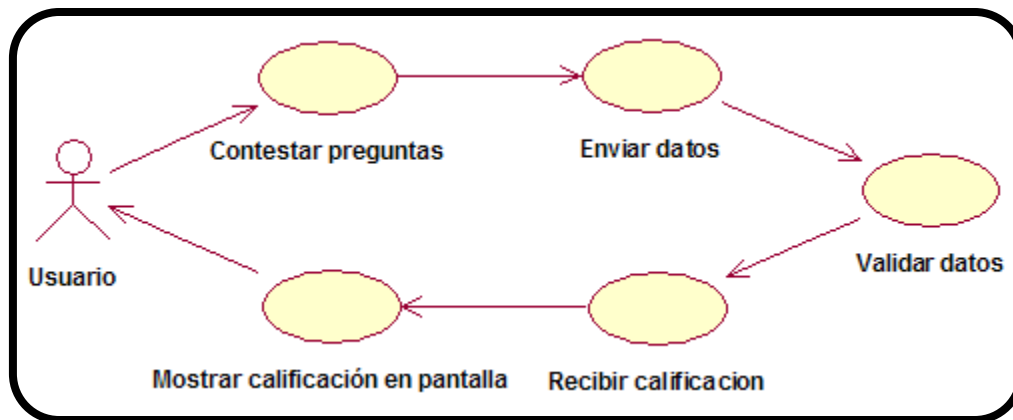 Contestar preguntas
Enviar datos
Usuario
Validar datos
Mostrar calificación en pantalla
Recibir calificacion